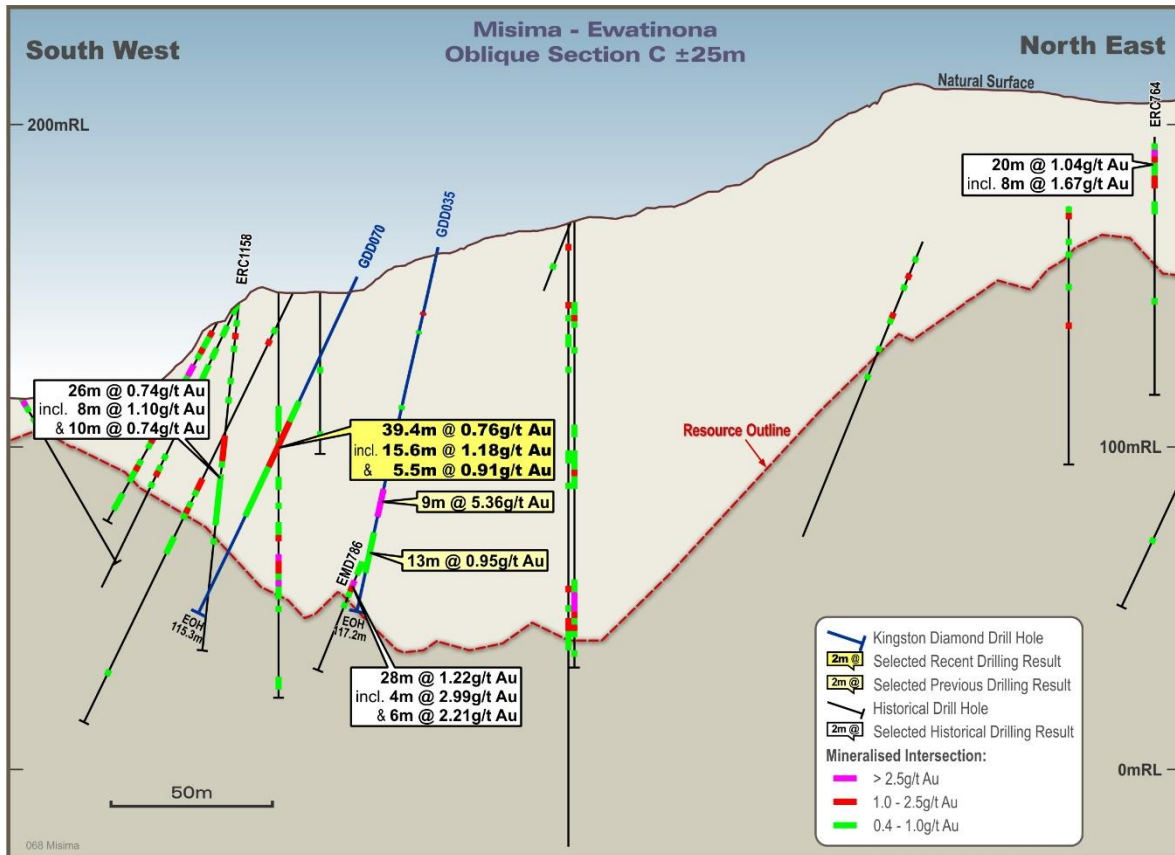 Misima - Ewatinona
Oblique Section C ±25m
South West
North East
Natural Surface
200mRL
ERC764
20m @ 1.04g/t Au
incl. 8m @ 1.67g/t Au
GDD035
GDD070
ERC1158
26m @ 0.74g/t Au
incl. 8m @ 1.10g/t Au
& 10m @ 0.74g/t Au
39.4m @ 0.76g/t Au
incl. 15.6m @ 1.18g/t Au
& 5.5m @ 0.91g/t Au
Resource Outline
100mRL
9m @ 5.36g/t Au
13m @ 0.95g/t Au
EMD786
EOH
115.3m
EOH
117.2m
28m @ 1.22g/t Au
incl. 4m @ 2.99g/t Au
& 6m @ 2.21g/t Au
Kingston Diamond Drill Hole
2m @ Selected Recent Drilling Result
2m @ Selected Previous Drilling Result
Historical Drill Hole
2m @ Selected Historical Drilling Result
Mineralised Intersection:
> 2.5g/t Au
1.0 - 2.5g/t Au
0.4 - 1.0g/t Au
0mRL
50m
068 Misima